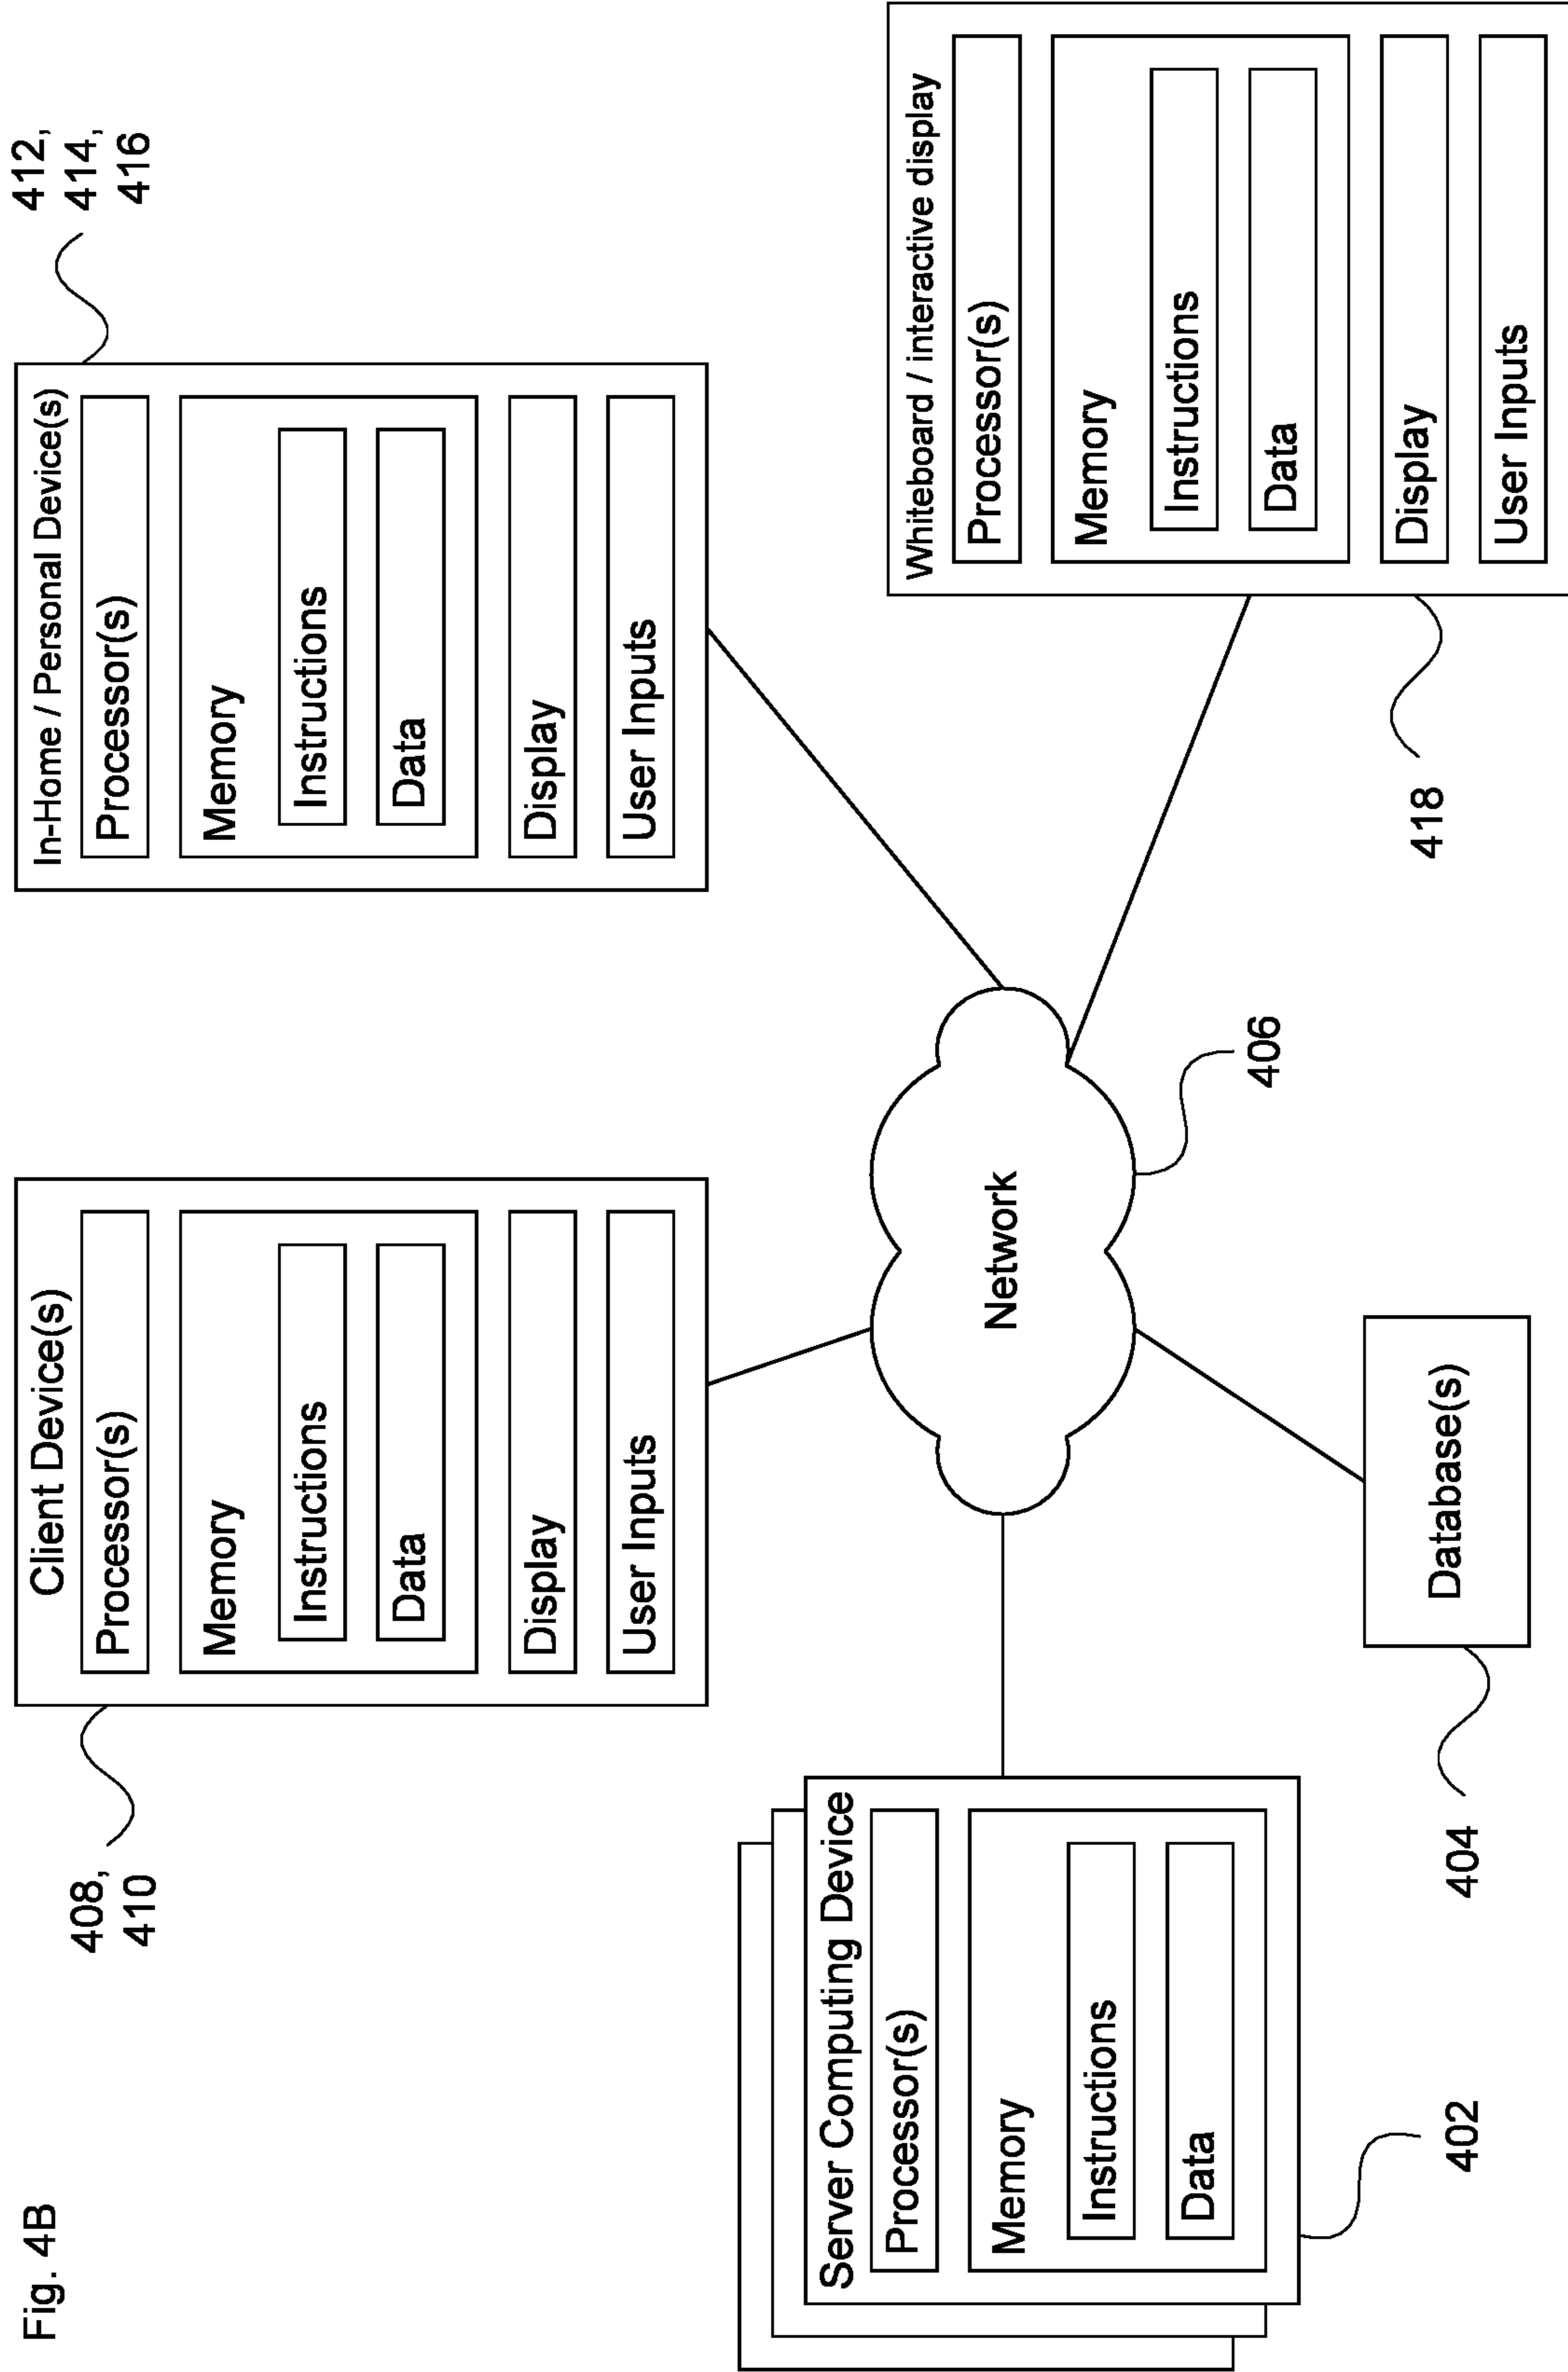 Fig. 4B
408,
410
Client Device(s)
Processor(s)
Memory
Instructions
Data
Display
User Inputs
412,
414,
416
In-Home / Personal Device(s)
Processor(s)
Memory
Instructions
Data
Display
User Inputs
Server Computing Device
Processor(s)
Memory
Instructions
Data
402
Network
406
Database(s)
404
Whiteboard / interactive display
Processor(s)
Memory
Instructions
Data
Display
User Inputs
418